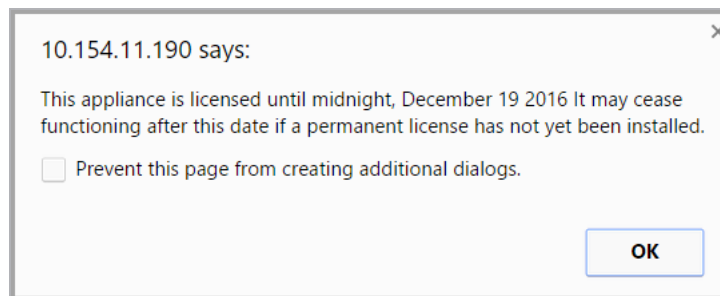 10.154.11.190 says:
This appliance is licensed until midnight, December 19 2016 It may cease
functioning after this date if a permanent license has not yet been installed.
Prevent this page from creating additional dialogs.
OK